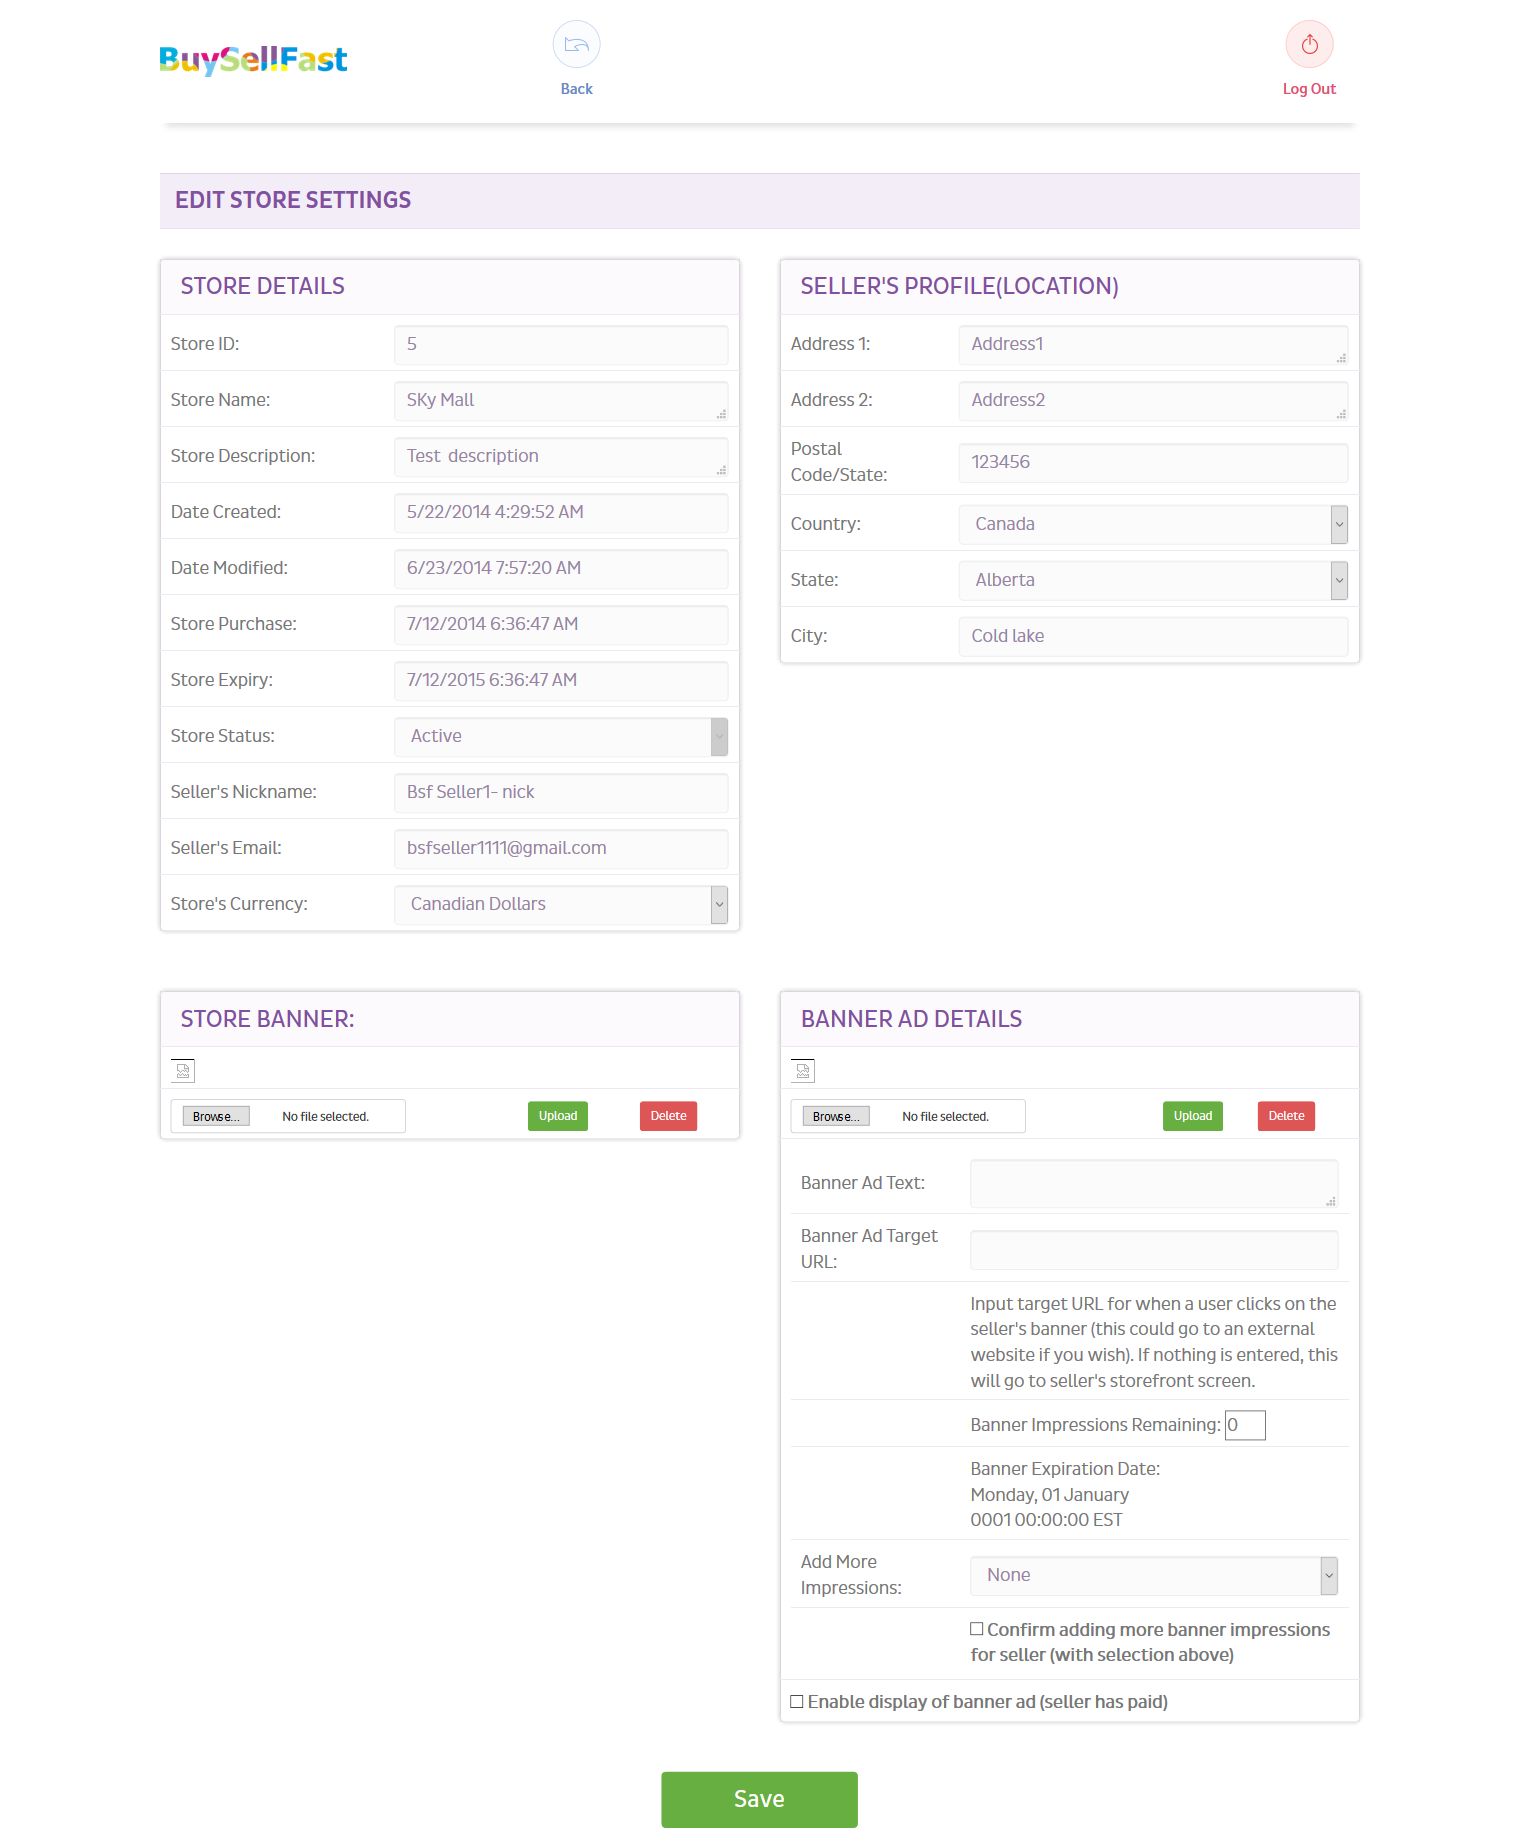 BuySellFast
Back
Log Out
EDIT STORE SETTINGS
STORE DETAILS
Store ID: 5
Store Name: SKy Mall
Store Description: Test  description
Date Created: 5/22/2014 4:29:52 AM
Date Modified: 6/23/2014 7:57:20 AM
Store Purchase: 7/12/2014 6:36:47 AM
Store Expiry: 7/12/2015 6:36:47 AM
Store Status: Active
Seller's Nickname: Bsf Seller1- nick
Seller's Email: bsfseller1111@gmail.com
Store's Currency: Canadian Dollars
SELLER'S PROFILE(LOCATION)
Address 1: Address1
Address 2: Address2
Postal
Code/State: 123456
Country: Canada
State: Alberta
City: Cold lake
STORE BANNER:
Browse... No file selected. Upload Delete
BANNER AD DETAILS
Browse... No file selected. Upload Delete
Banner Ad Text:
Banner Ad Target
URL:
Input target URL for when a user clicks on the
seller's banner (this could go to an external
website if you wish). If nothing is entered, this
will go to seller's storefront screen.
Banner Impressions Remaining: 0
Banner Expiration Date:
Monday, 01 January
0001 00:00:00 EST
Add More
Impressions: None
Confirm adding more banner impressions
for seller (with selection above)
Enable display of banner ad (seller has paid)
Save